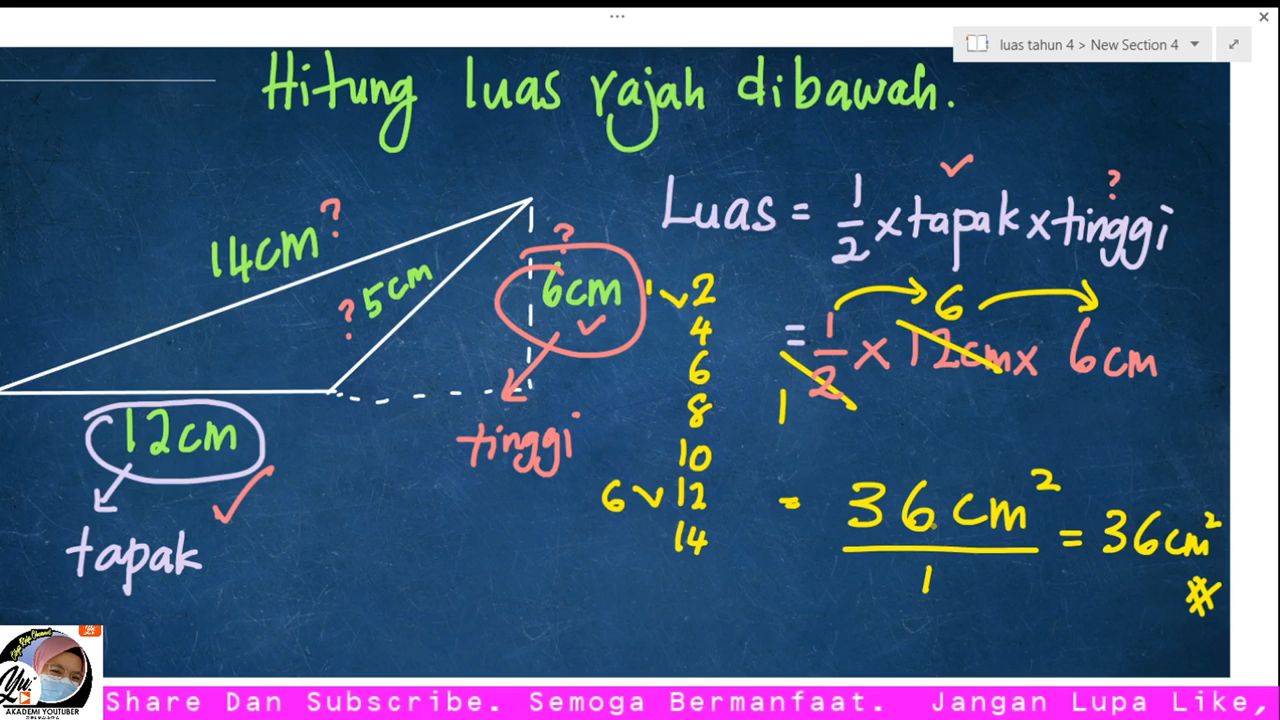 luas tahun 4 > New Section 4
Hitung luas rajah dibawah.
14cm ?
? 5cm
?
6cm
12cm
tapak
tinggi
1 2
4
6
8
10
6 12
14
?
Luas = 1/2 x tapak x tinggi
6
= 1/2 x 12cm x 6cm
1
= 36cm² / 1 = 36cm²
#
AKADEMI YOUTUBER
Share Dan Subscribe. Semoga Bermanfaat. Jangan Lupa Like,